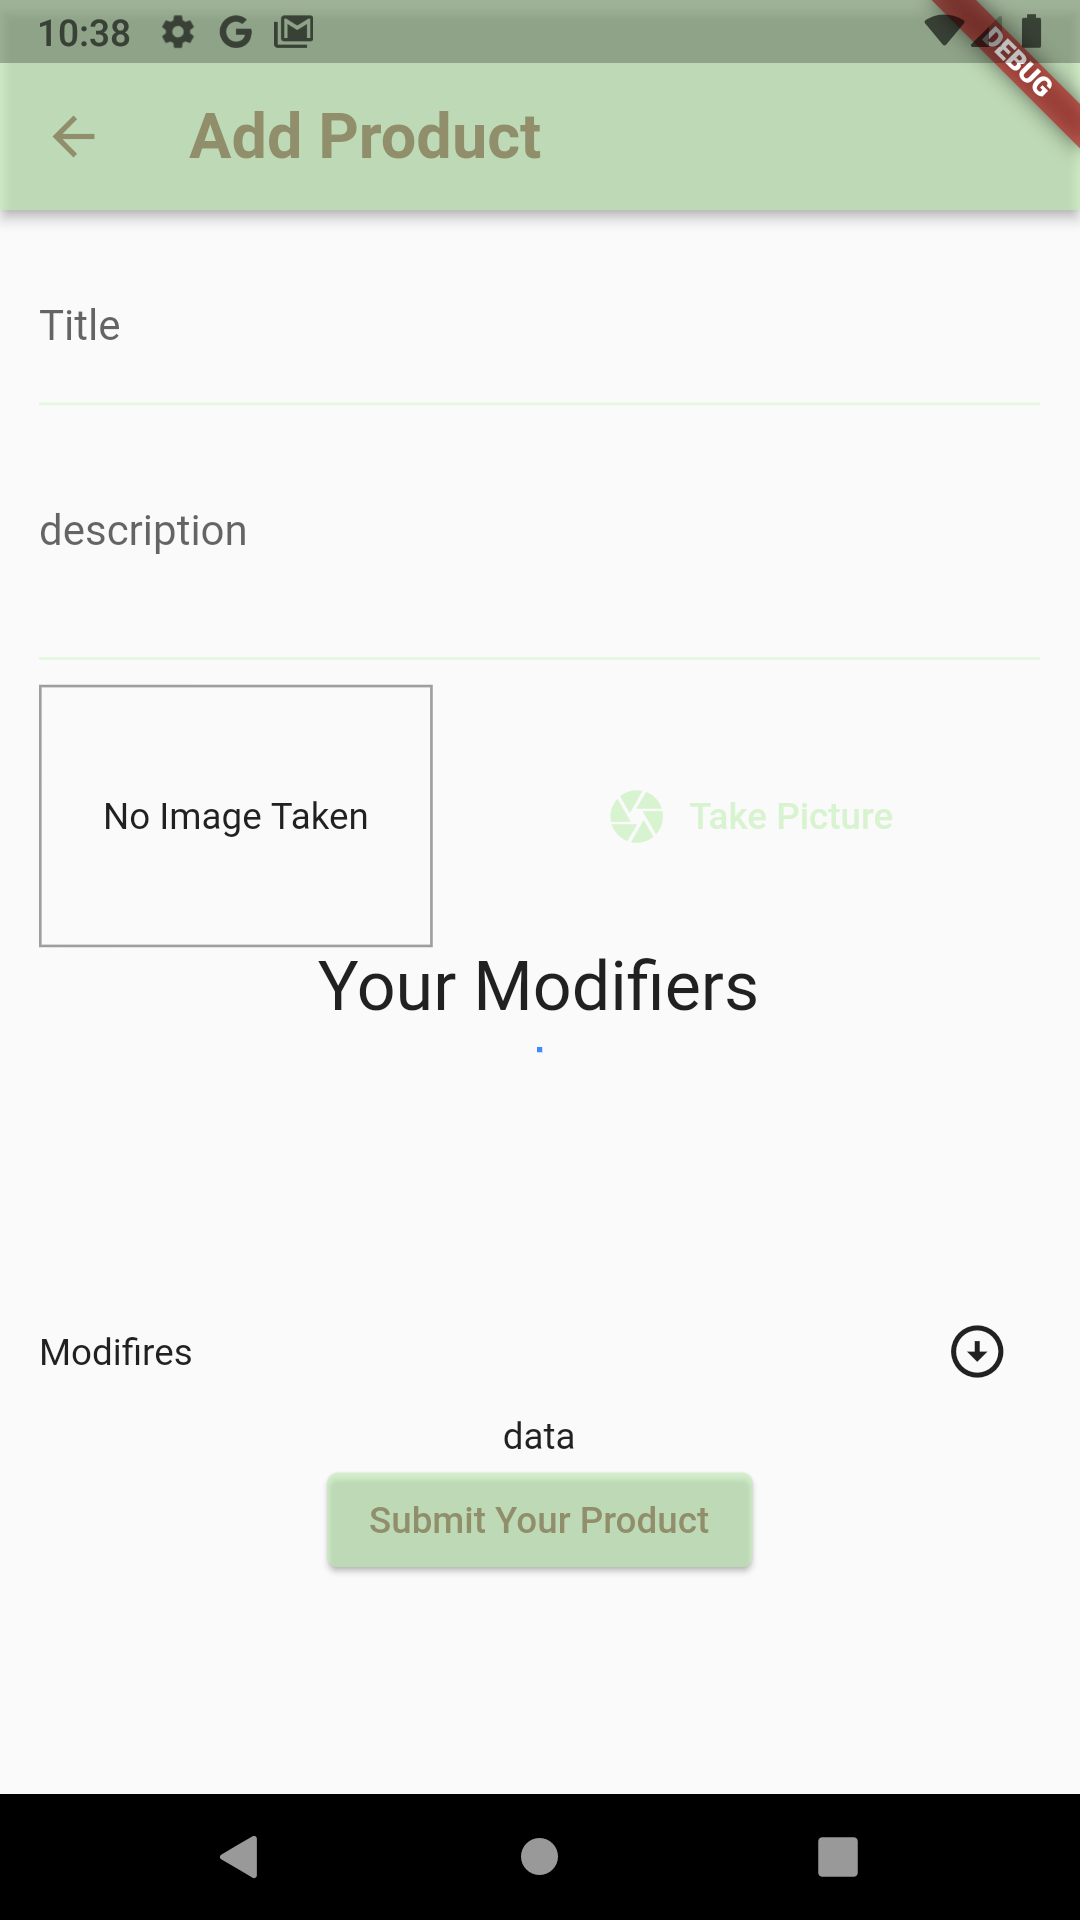 10:38
DEBUG
Add Product
Title
description
No Image Taken
Take Picture
Your Modifiers
Modifires
data
Submit Your Product